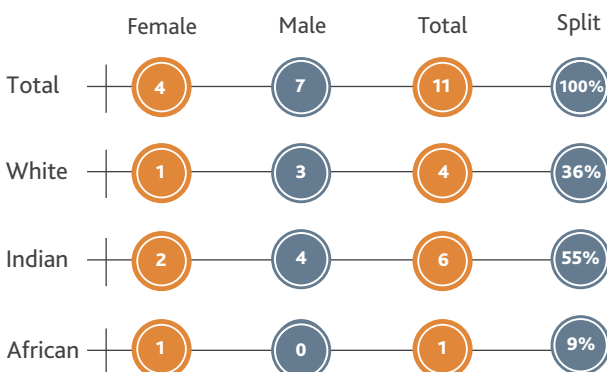 Female Male Total Split
Total 4 7 11 100%
White 1 3 4 36%
Indian 2 4 6 55%
African 1 0 1 9%